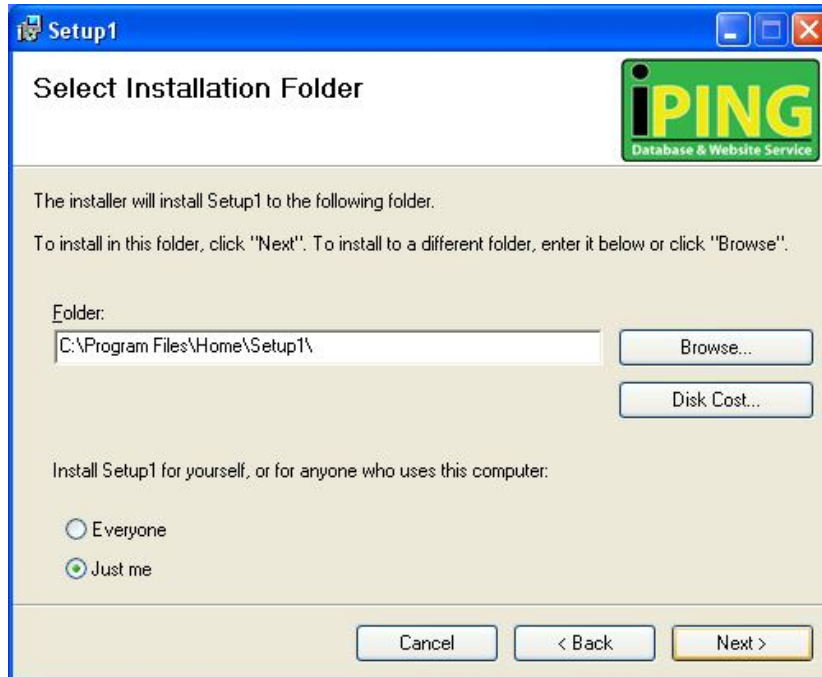 Setup1
Select Installation Folder
iPING
Database & Website Service
The installer will install Setup1 to the following folder.
To install in this folder, click "Next". To install to a different folder, enter it below or click "Browse".
Folder:
C:\Program Files\Home\Setup1\
Browse...
Disk Cost...
Install Setup1 for yourself, or for anyone who uses this computer:
Everyone
Just me
Cancel
< Back
Next >